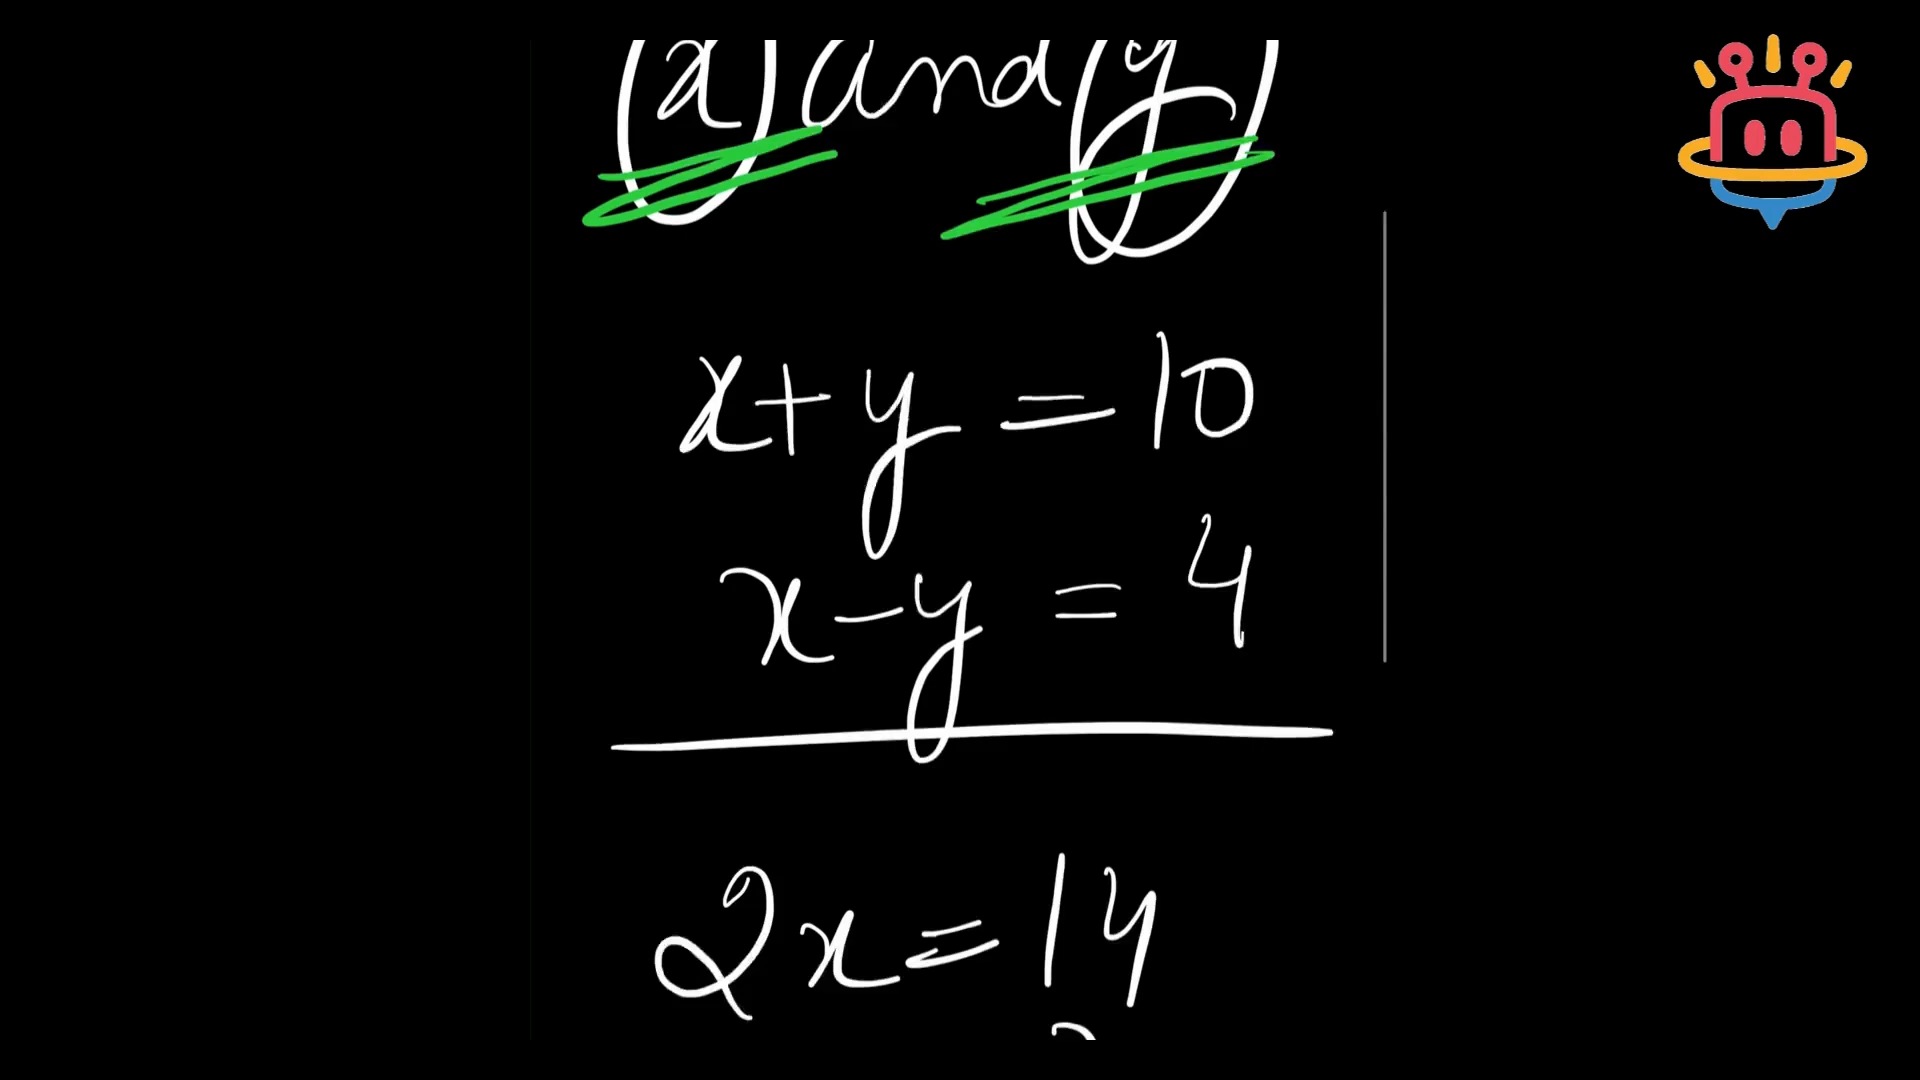 (x) and (y)
x+y=10
x-y=4
2x=14